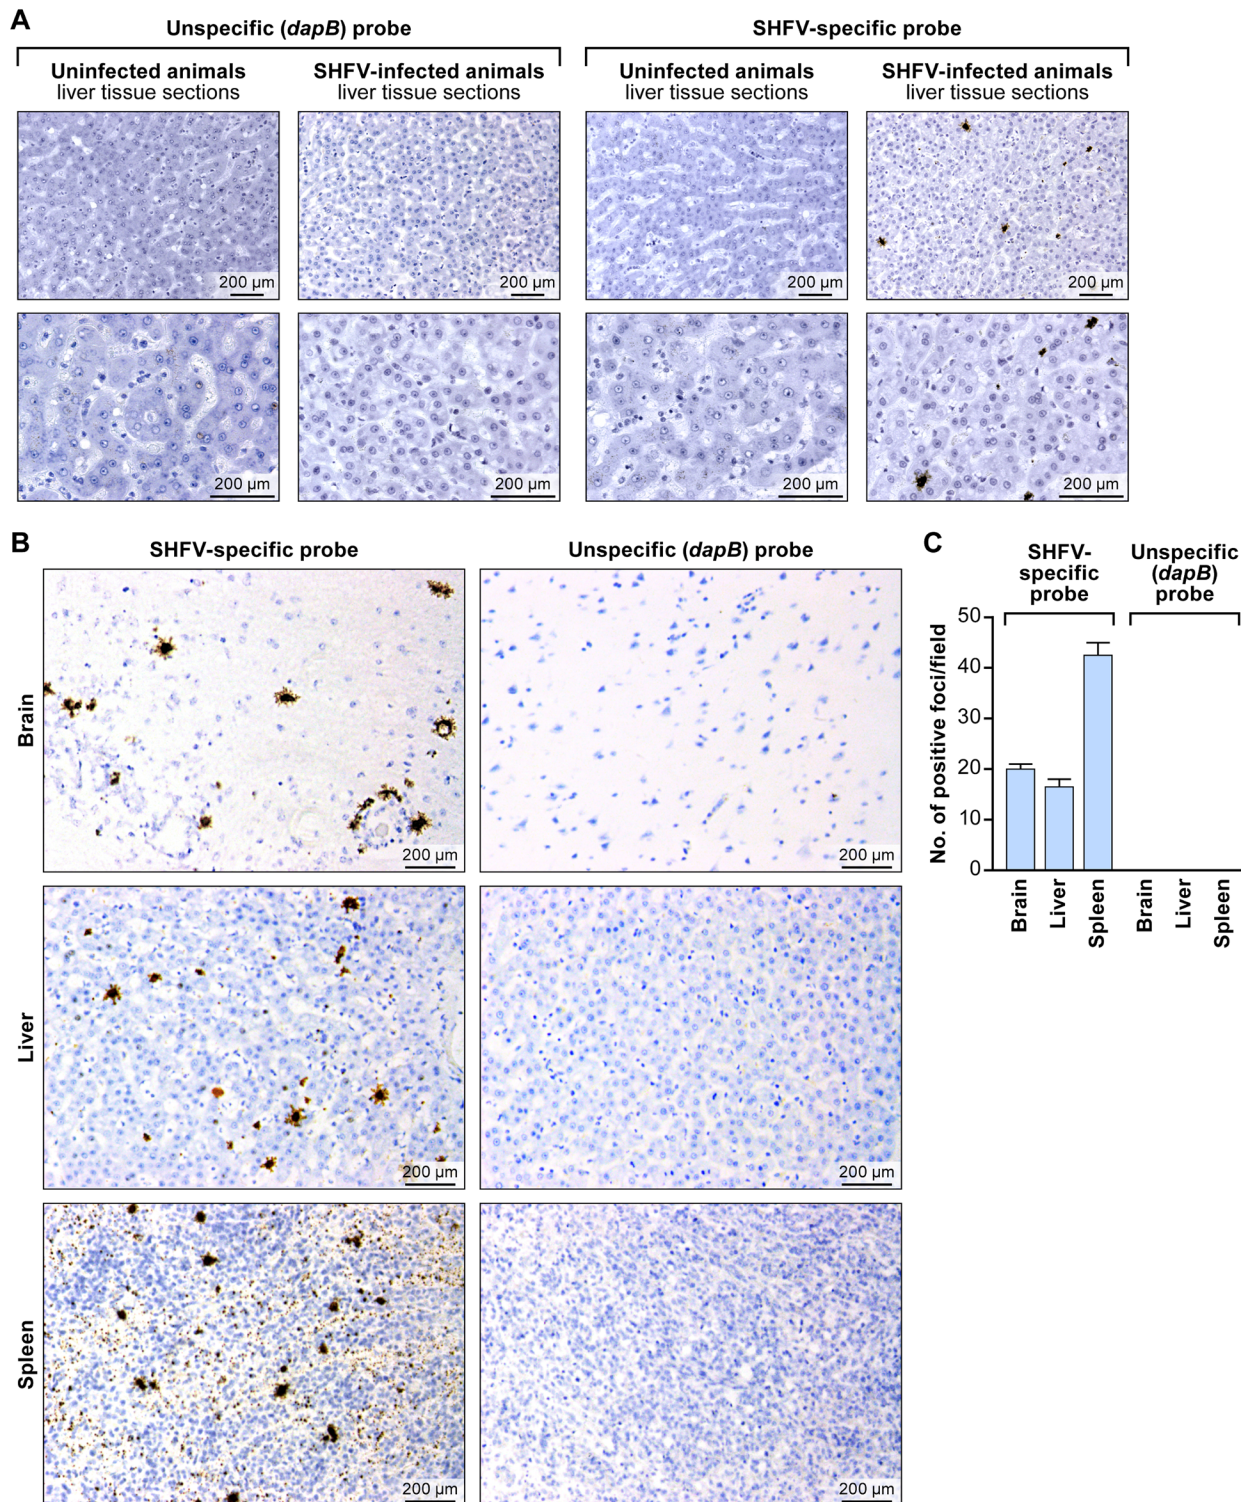 A
Unspecific (dapB) probe
SHFV-specific probe
Uninfected animals
liver tissue sections
SHFV-infected animals
liver tissue sections
Uninfected animals
liver tissue sections
SHFV-infected animals
liver tissue sections
200 µm
200 µm
200 µm
200 µm
200 µm
200 µm
200 µm
200 µm
B
SHFV-specific probe
Unspecific (dapB) probe
Brain
200 µm
200 µm
Liver
200 µm
200 µm
Spleen
200 µm
200 µm
C
SHFV-
specific
probe
Unspecific
(dapB)
probe
No. of positive foci/field
50
40
30
20
10
0
Brain
Liver
Spleen
Brain
Liver
Spleen